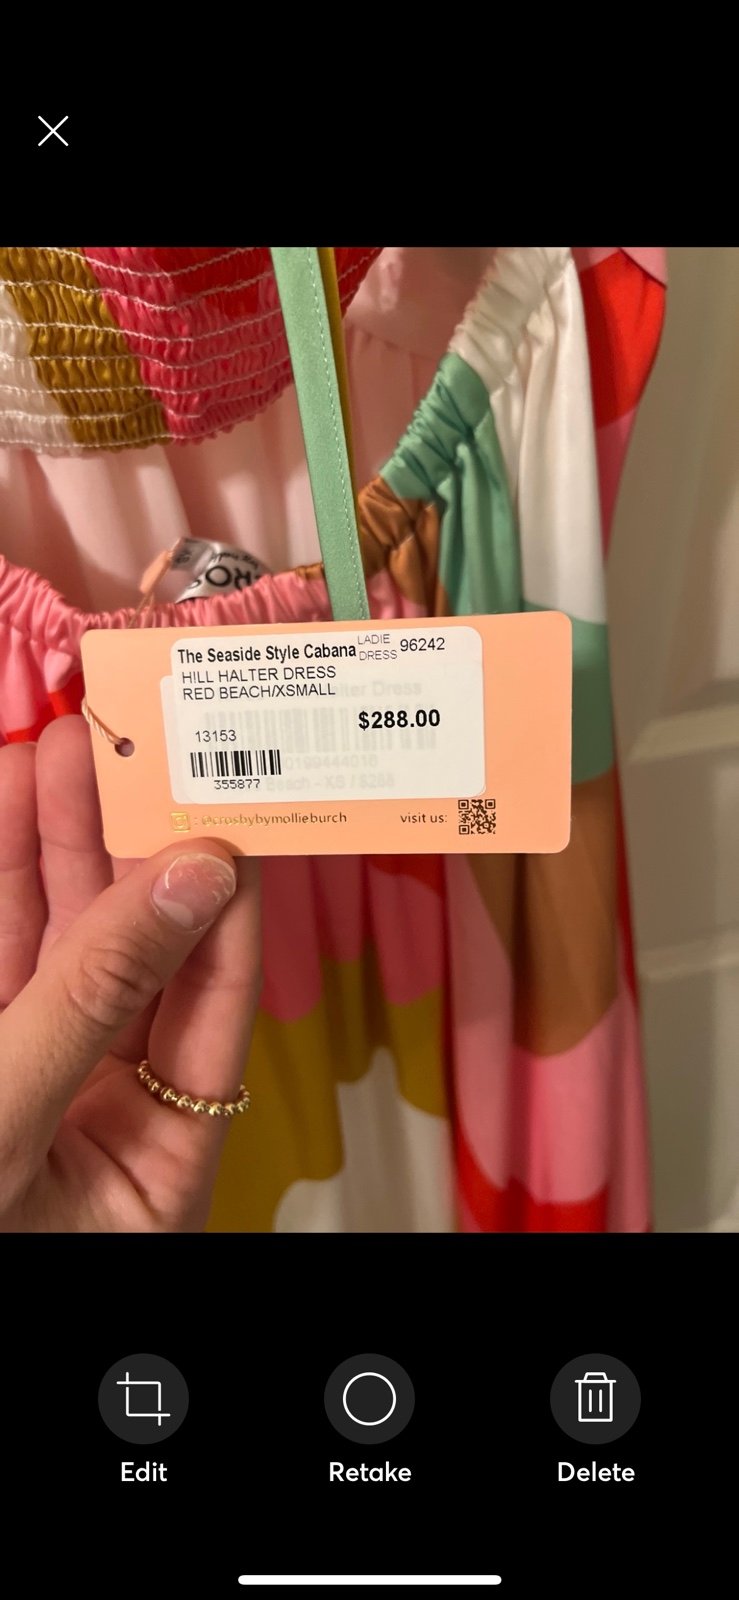 The Seaside Style Cabana
LADIE
DRESS
96242
HILL HALTER DRESS
RED BEACH/XSMALL
$288.00
13153
355877
: @crosbybymollieburch
visit us:
Edit
Retake
Delete